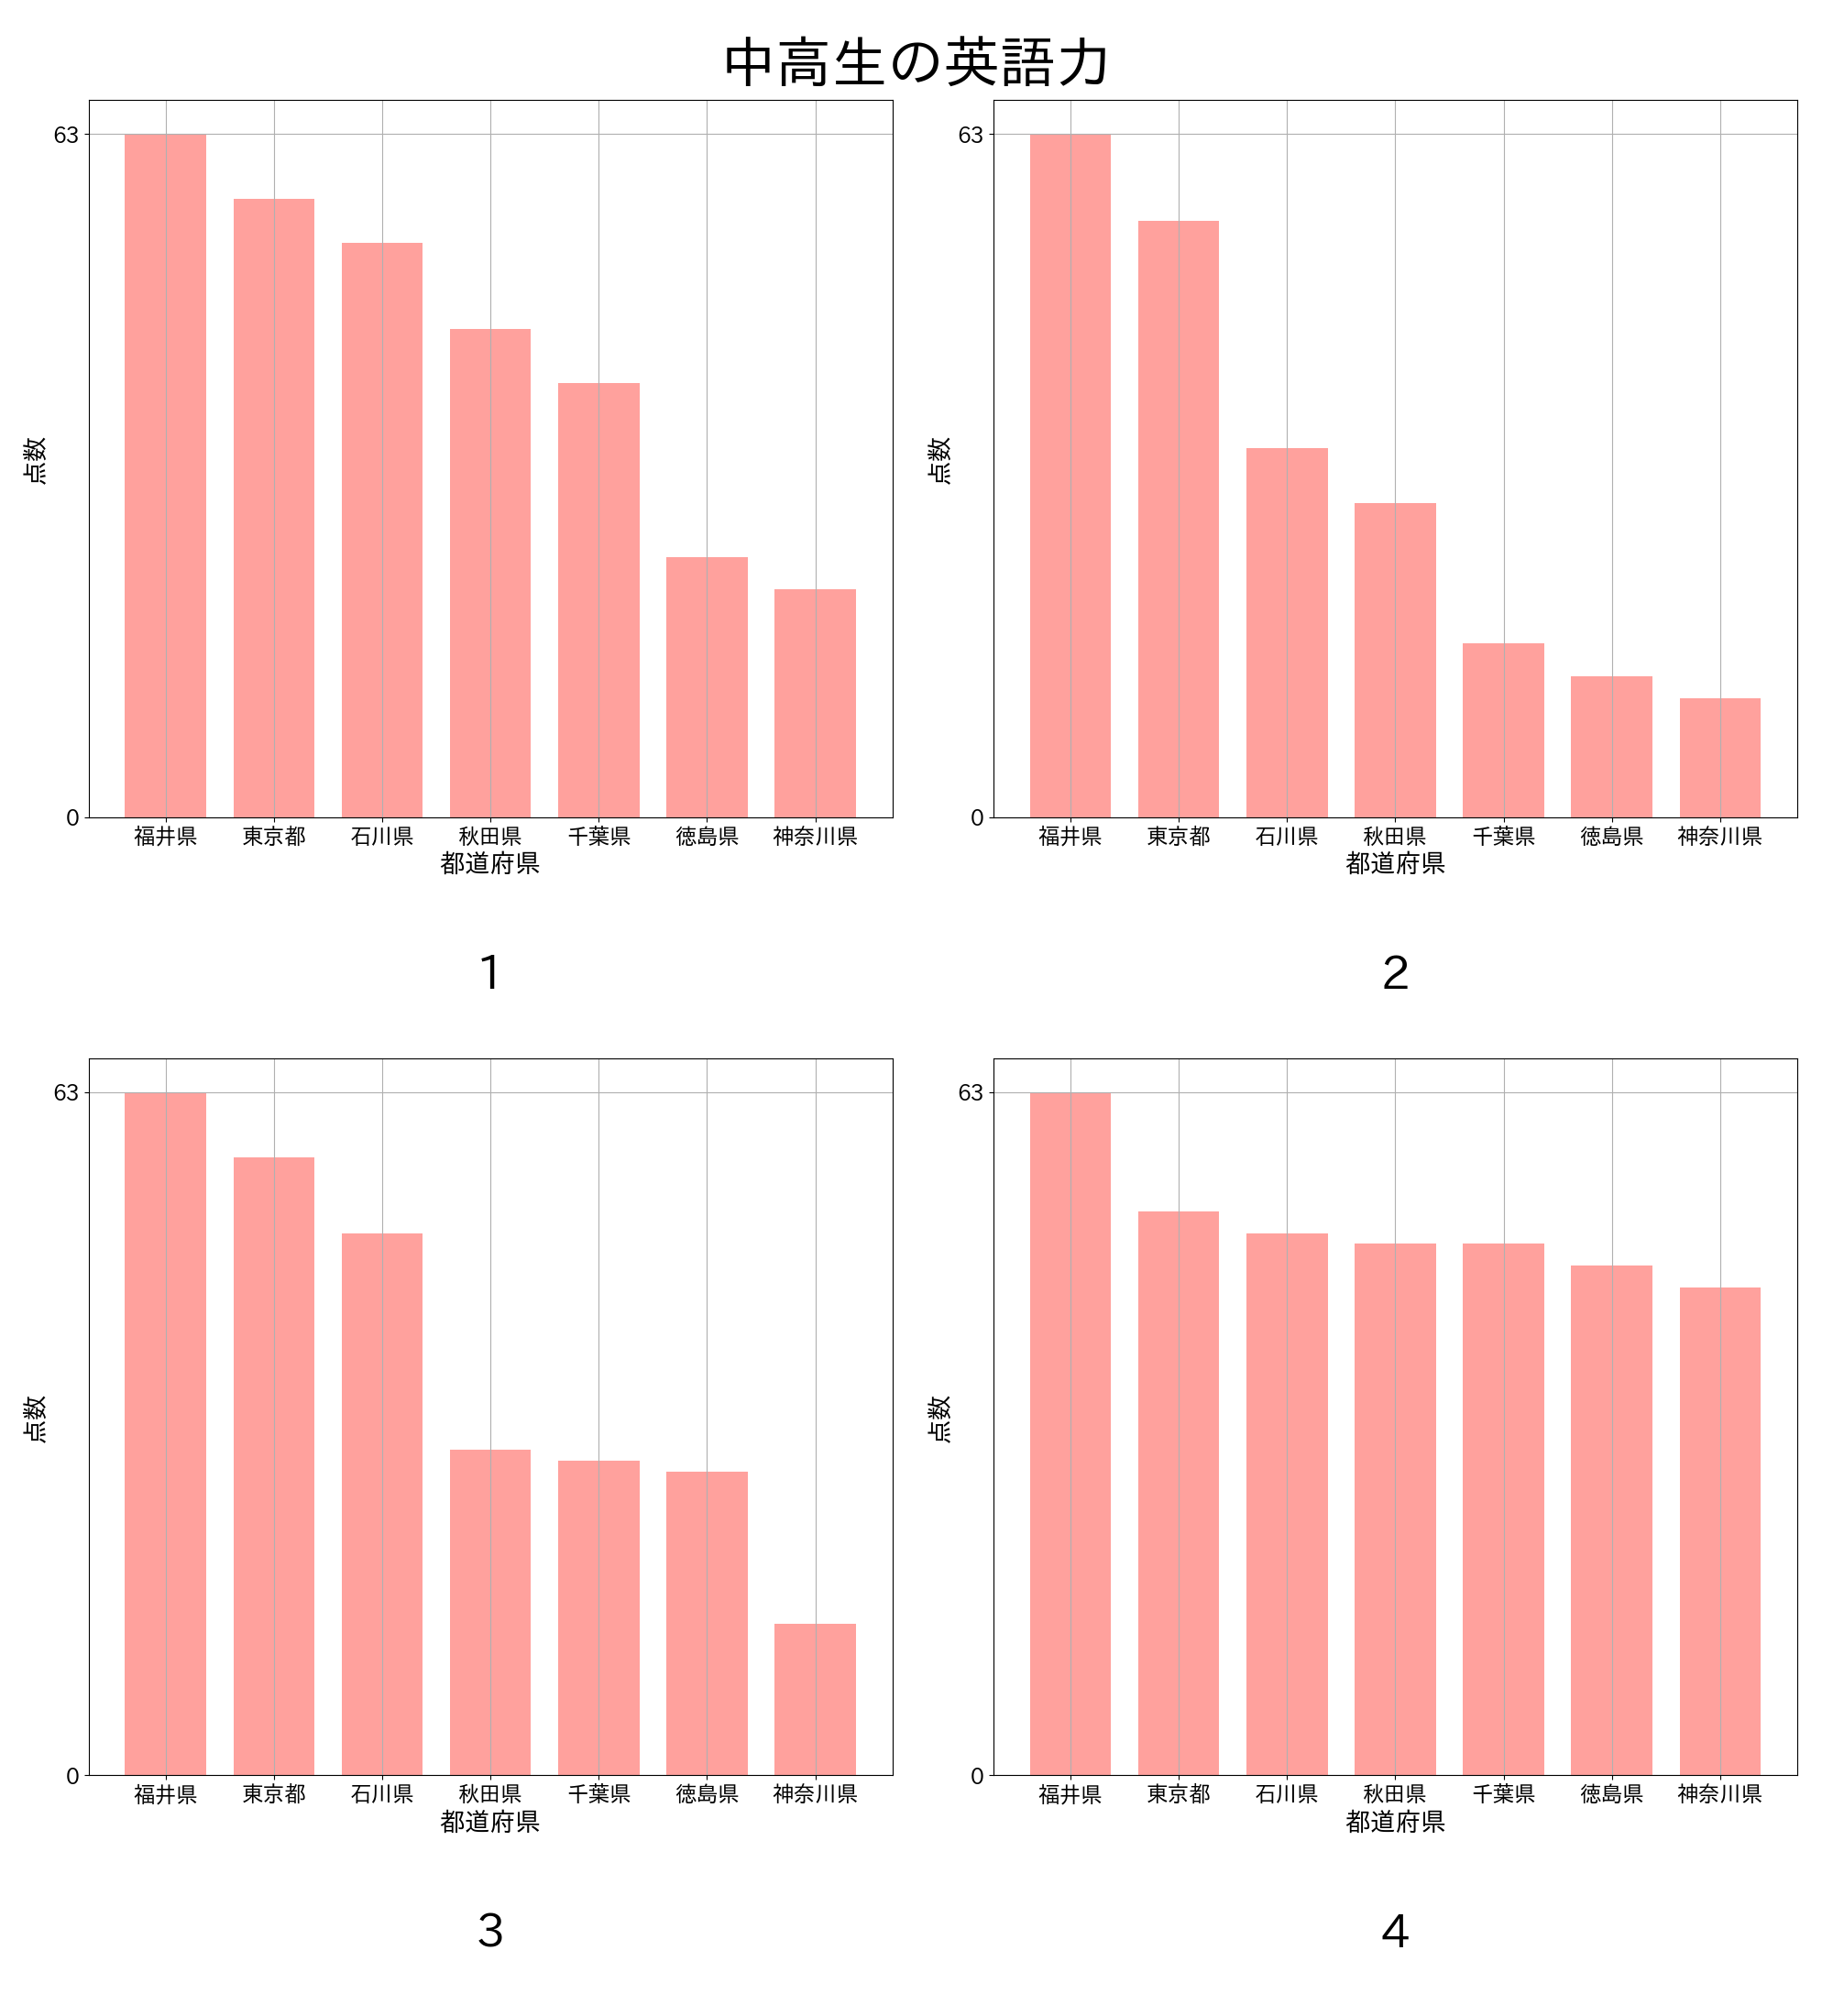 中高生の英語力
63
0
点数
福井県 東京都 石川県 秋田県 千葉県 徳島県 神奈川県
都道府県
1
63
0
点数
福井県 東京都 石川県 秋田県 千葉県 徳島県 神奈川県
都道府県
2
63
0
点数
福井県 東京都 石川県 秋田県 千葉県 徳島県 神奈川県
都道府県
3
63
0
点数
福井県 東京都 石川県 秋田県 千葉県 徳島県 神奈川県
都道府県
4